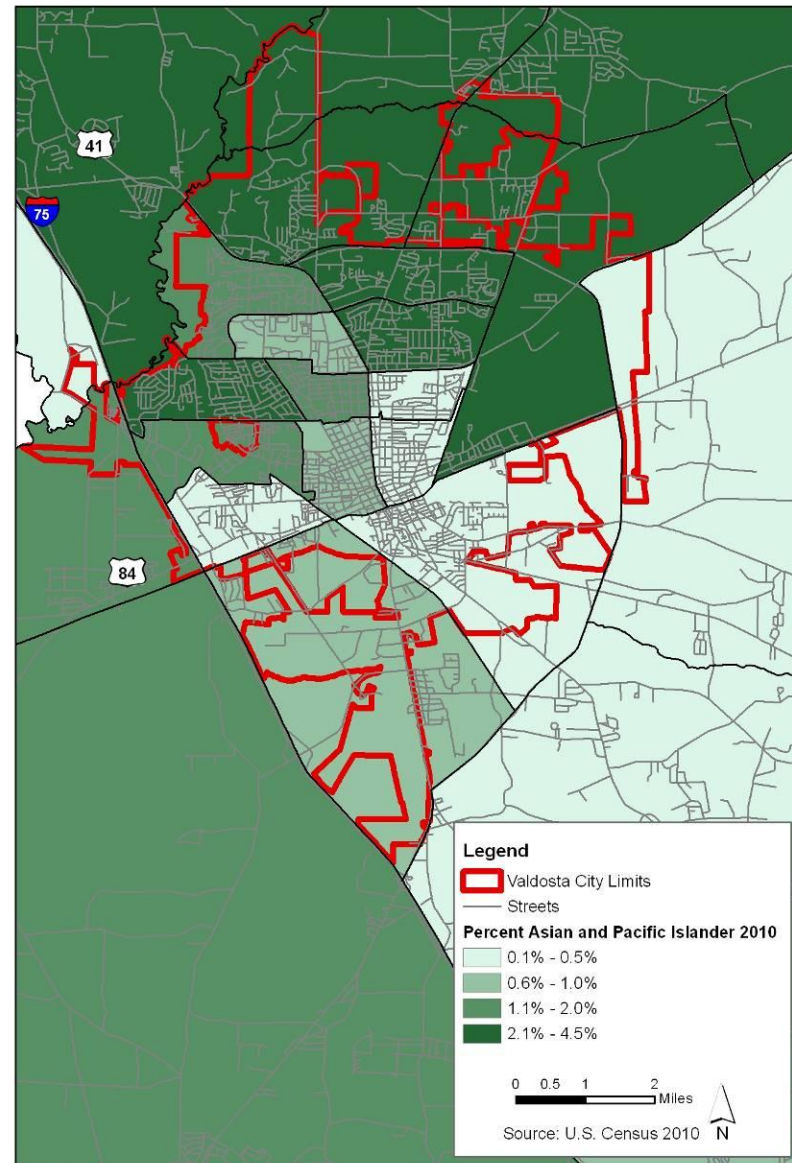 41
75
84
Legend
Valdosta City Limits
Streets
Percent Asian and Pacific Islander 2010
0.1% - 0.5%
0.6% - 1.0%
1.1% - 2.0%
2.1% - 4.5%
0 0.5 1 2
Miles
Source: U.S. Census 2010
N